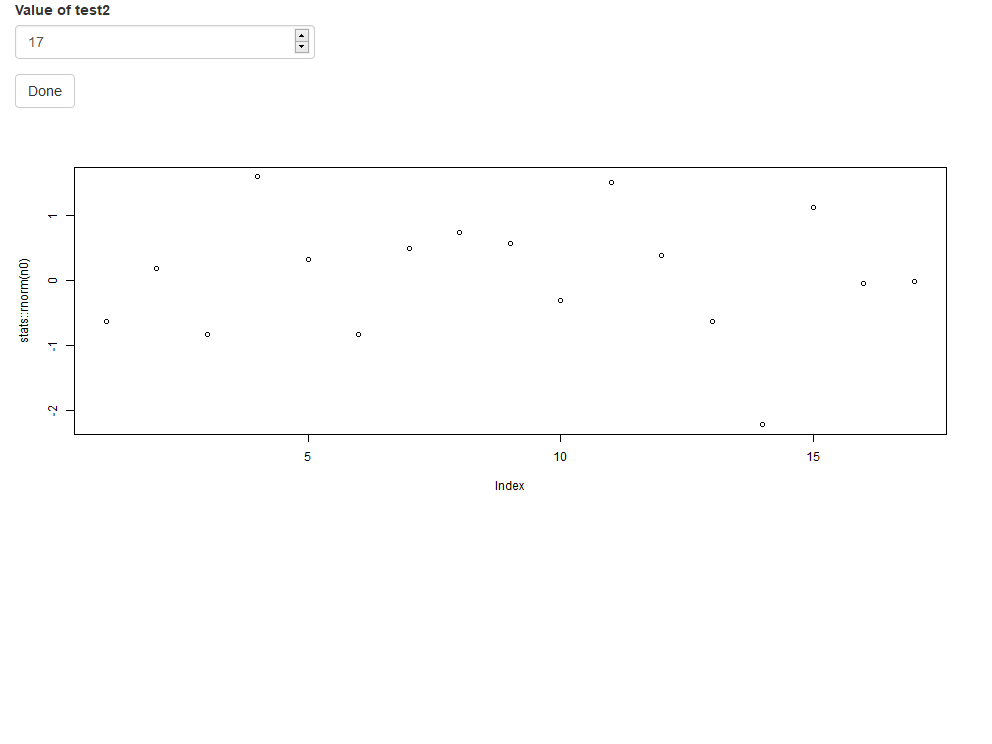 Value of test2
17
Done
stats::rnorm(n0)
1
0
-1
-2
5
10
15
Index